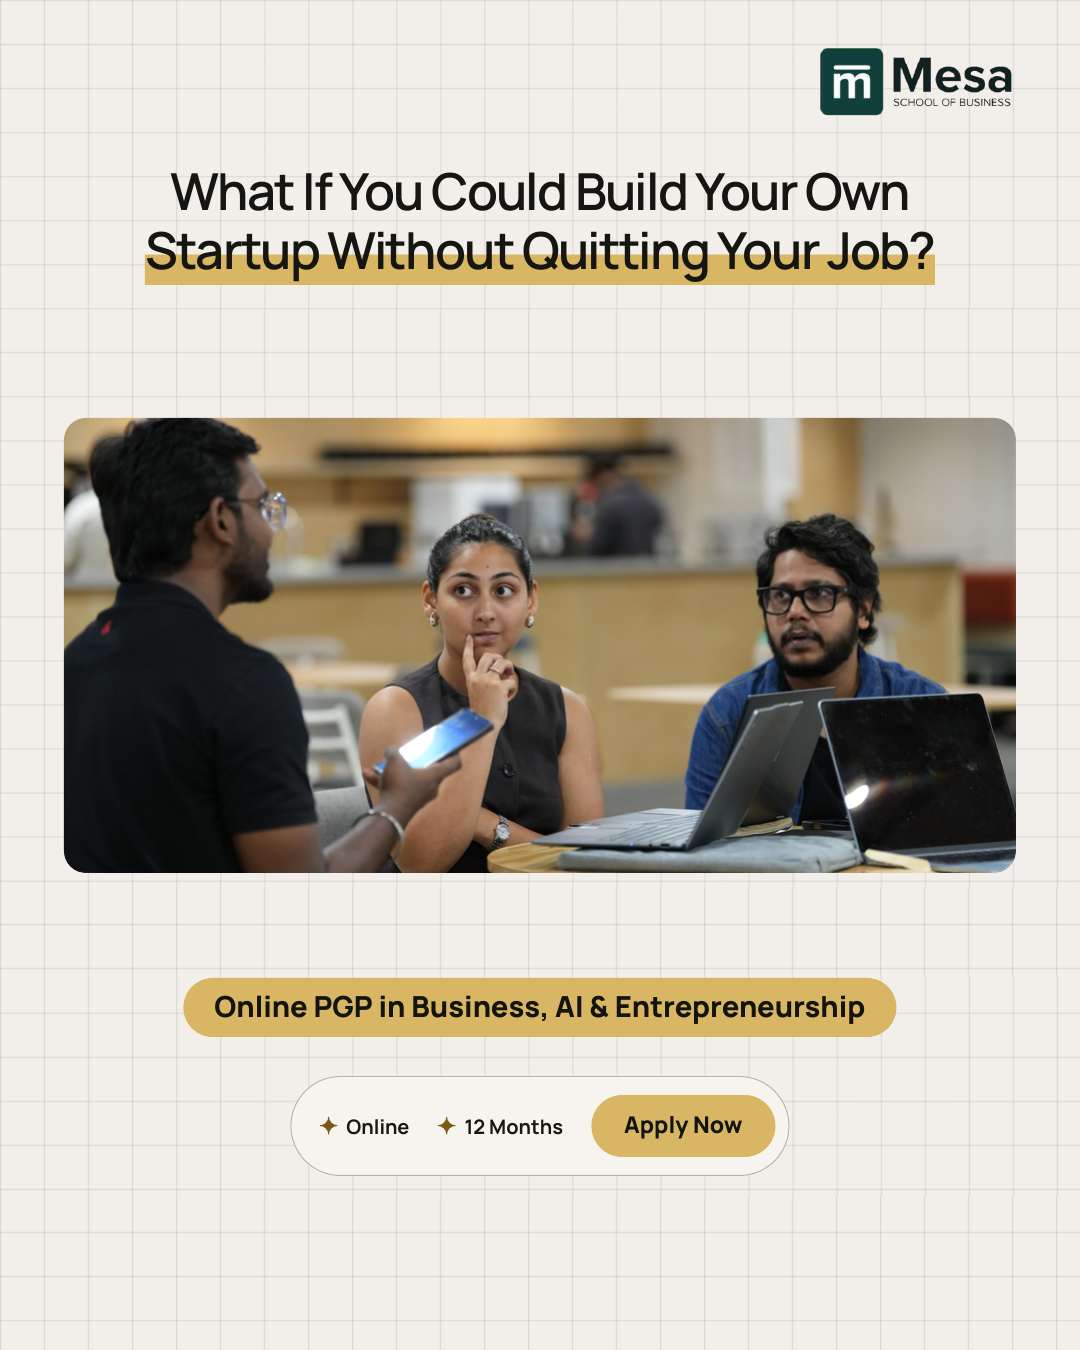 m Mesa
SCHOOL OF BUSINESS
What If You Could Build Your Own
Startup Without Quitting Your Job?
Online PGP in Business, AI & Entrepreneurship
Online 12 Months Apply Now